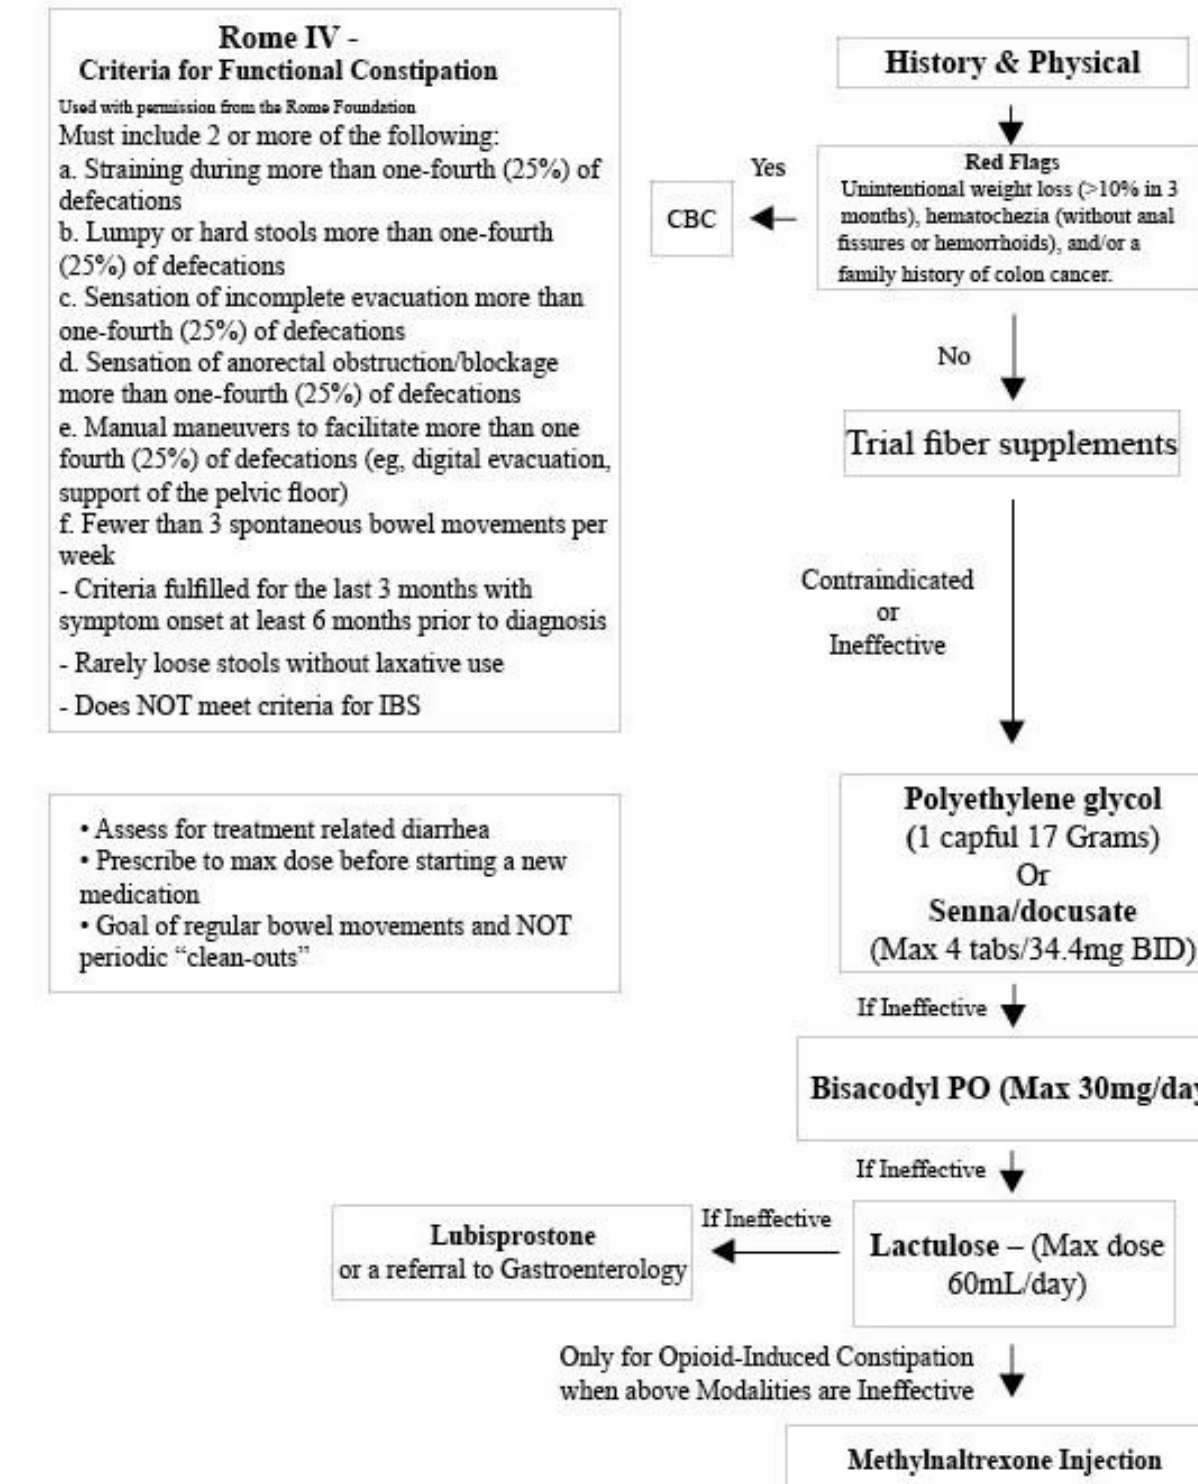 Rome IV -
Criteria for Functional Constipation
Used with permission from the Rome Foundation
Must include 2 or more of the following:
a. Straining during more than one-fourth (25%) of
defecations
b. Lumpy or hard stools more than one-fourth
(25%) of defecations
c. Sensation of incomplete evacuation more than
one-fourth (25%) of defecations
d. Sensation of anorectal obstruction/blockage
more than one-fourth (25%) of defecations
e. Manual maneuvers to facilitate more than one
fourth (25%) of defecations (eg, digital evacuation,
support of the pelvic floor)
f. Fewer than 3 spontaneous bowel movements per
week
- Criteria fulfilled for the last 3 months with
symptom onset at least 6 months prior to diagnosis
- Rarely loose stools without laxative use
- Does NOT meet criteria for IBS
• Assess for treatment related diarrhea
• Prescribe to max dose before starting a new
medication
• Goal of regular bowel movements and NOT
periodic “clean-outs”
History & Physical
Red Flags
Unintentional weight loss (>10% in 3
months), hematochezia (without anal
fissures or hemorrhoids), and/or a
family history of colon cancer.
Yes
CBC
No
Trial fiber supplements
Contraindicated
or
Ineffective
Polyethylene glycol
(1 capful 17 Grams)
Or
Senna/docusate
(Max 4 tabs/34.4mg BID)
If Ineffective
Bisacodyl PO (Max 30mg/day
If Ineffective
Lactulose – (Max dose
60mL/day)
If Ineffective
Lubisprostone
or a referral to Gastroenterology
Only for Opioid-Induced Constipation
when above Modalities are Ineffective
Methylnaltrexone Injection